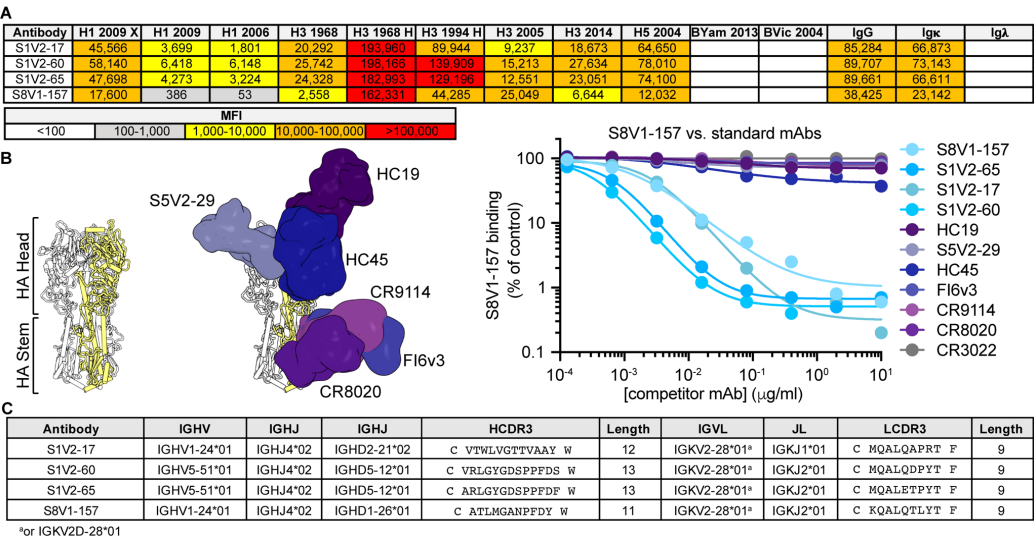 A
Antibody H1 2009 X H1 2009 H1 2006 H3 1968 H3 1968 H H3 1994 H H3 2005 H3 2014 H5 2004 BYam 2013 BVic 2004 IgG Igκ Igλ
S1V2-17 45,566 3,699 1,801 20,292 193,960 89,944 9,237 18,673 64,650 85,284 66,873
S1V2-60 58,140 6,418 6,148 25,742 198,166 139,909 15,213 27,634 78,010 89,707 73,143
S1V2-65 47,698 4,273 3,224 24,328 182,993 129,196 12,551 23,051 74,100 89,661 66,611
S8V1-157 17,600 386 53 2,558 162,331 44,285 25,049 6,644 12,032 38,425 23,142
MFI
<100 100-1,000 1,000-10,000 10,000-100,000 >100,000
B
HA Head
HA Stem
S5V2-29
HC19
HC45
CR9114
FI6v3
CR8020
S8V1-157 vs. standard mAbs
S8V1-157 binding
(% of control)
100
10
1
0.1
10⁻⁴ 10⁻³ 10⁻² 10⁻¹ 10⁰ 10¹
[competitor mAb] (μg/ml)
S8V1-157
S1V2-65
S1V2-17
S1V2-60
HC19
S5V2-29
HC45
FI6v3
CR9114
CR8020
CR3022
C
Antibody IGHV IGHJ IGHJ HCDR3 Length IGVL JL LCDR3 Length
S1V2-17 IGHV1-24*01 IGHJ4*02 IGHD2-21*02 C VTWLVGTTVAAY W 12 IGKV2-28*01ᵃ IGKJ1*01 C MQALQAPRT F 9
S1V2-60 IGHV5-51*01 IGHJ4*02 IGHD5-12*01 C VRLGYGDSPPFDS W 13 IGKV2-28*01ᵃ IGKJ2*01 C MQALQDPYT F 9
S1V2-65 IGHV5-51*01 IGHJ4*02 IGHD5-12*01 C ARLGYGDSPPFDF W 13 IGKV2-28*01ᵃ IGKJ2*01 C MQALETPYT F 9
S8V1-157 IGHV1-24*01 IGHJ4*02 IGHD1-26*01 C ATLMGANPFDY W 11 IGKV2-28*01ᵃ IGKJ2*01 C KQALQTLYT F 9
ᵃor IGKV2D-28*01